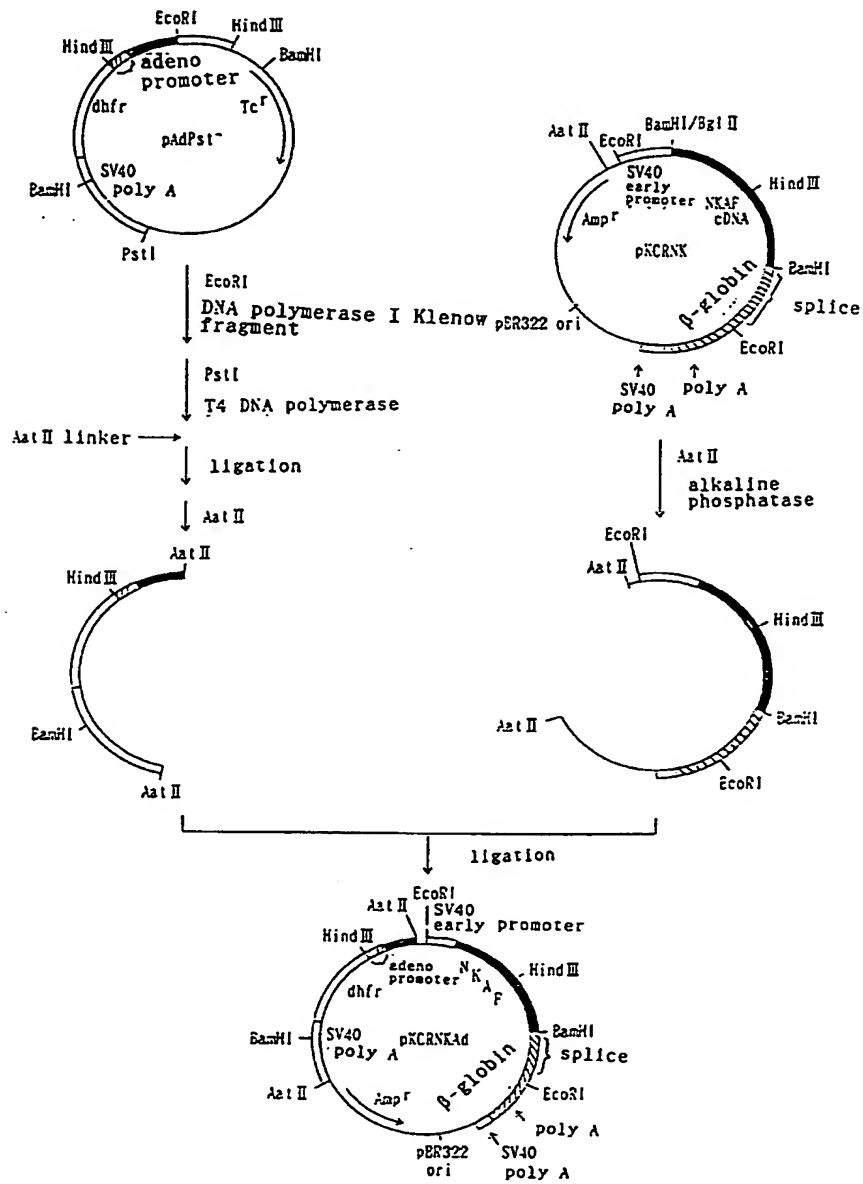 EcoRI
HindIII
HindIII
BamHI
adeno
promoter
dhfr
Tcr
pAdPst-
SV40
poly A
BamHI
PstI
AatII
EcoRI
BamHI/BglII
SV40
early
promoter
HindIII
NKAF
cDNA
Ampr
pKCRNK
BamHI
β-globin
splice
pBR322 ori
EcoRI
SV40
poly A
poly A
EcoRI
DNA polymerase I Klenow
fragment
PstI
T4 DNA polymerase
AatII linker
ligation
AatII
AatII
alkaline
phosphatase
AatII
HindIII
BamHI
AatII
EcoRI
AatII
HindIII
BamHI
AatII
EcoRI
ligation
EcoRI
AatII
SV40
early promoter
HindIII
adeno
promoter
NKAF
HindIII
dhfr
BamHI
SV40
poly A
pKCRNKAd
BamHI
splice
β-globin
AatII
Ampr
EcoRI
poly A
pBR322
ori
SV40
poly A